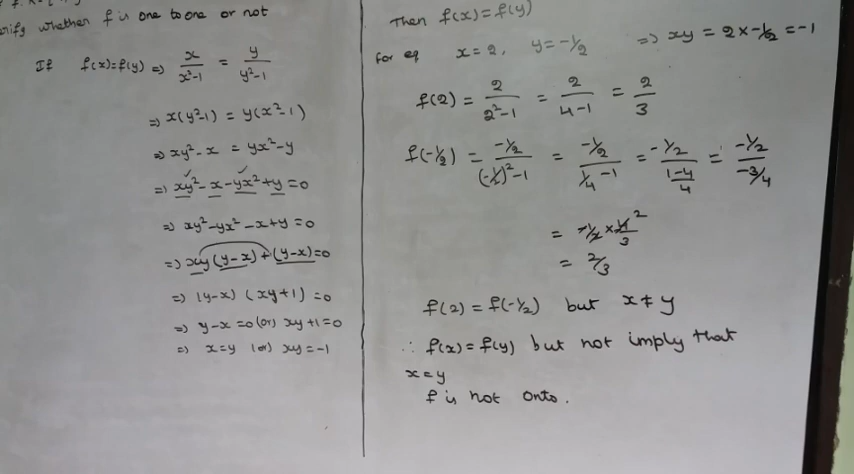 verify whether f is one to one or not
If f(x)=f(y) => x/(x²-1) = y/(y²-1)
=> x(y²-1) = y(x²-1)
=> xy²-x = yx²-y
=> xy²-x-yx²+y=0
=> xy²-yx²-x+y=0
=> xy(y-x)+(y-x)=0
=> (y-x) (xy+1)=0
=> y-x=0 (or) xy+1=0
=> x=y (or) xy=-1
Then f(x)=f(y)
for eg x=2, y=-1/2 => xy = 2×-1/2=-1
f(2) = 2/(2²-1) = 2/(4-1) = 2/3
f(-1/2) = (-1/2)/((-1/2)²-1) = (-1/2)/(1/4-1) = (-1/2)/((1-4)/4) = (-1/2)/(-3/4)
= -1/2 × 4/3 2
= 2/3
f(2) = f(-1/2) but x≠y
∴ f(x)=f(y) but not imply that
x=y
f is not onto.